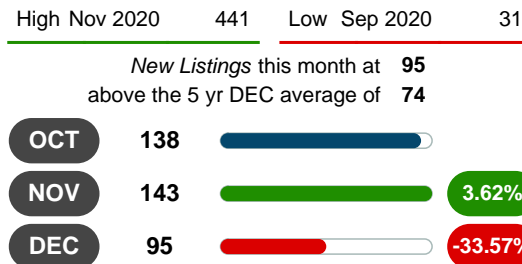 High Nov 2020 441 Low Sep 2020 31
New Listings this month at 95
above the 5 yr DEC average of 74
OCT 138
NOV 143 3.62%
DEC 95 -33.57%